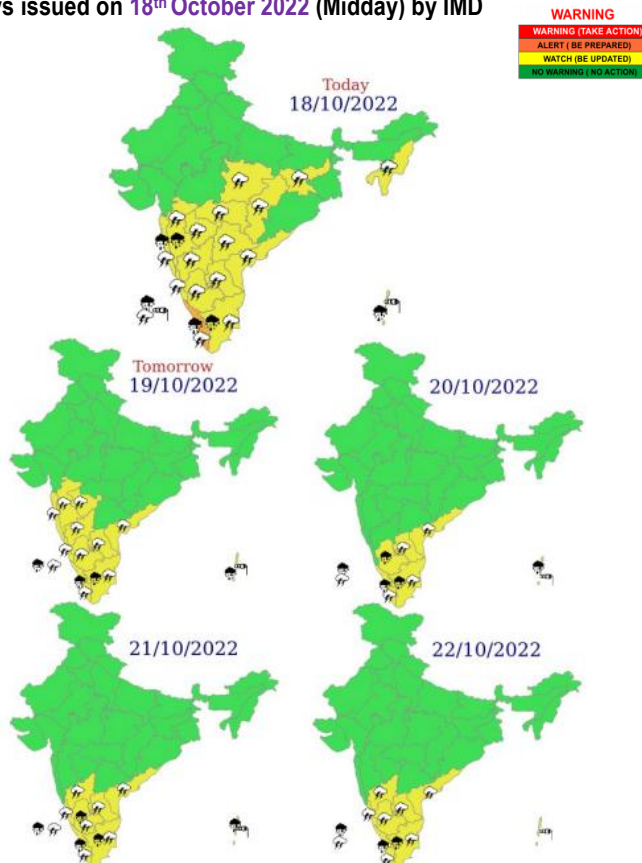 ys issued on 18th October 2022 (Midday) by IMD
WARNING
WARNING (TAKE ACTION)
ALERT ( BE PREPARED)
WATCH (BE UPDATED)
NO WARNING ( NO ACTION)
Today
18/10/2022
Tomorrow
19/10/2022
20/10/2022
21/10/2022
22/10/2022